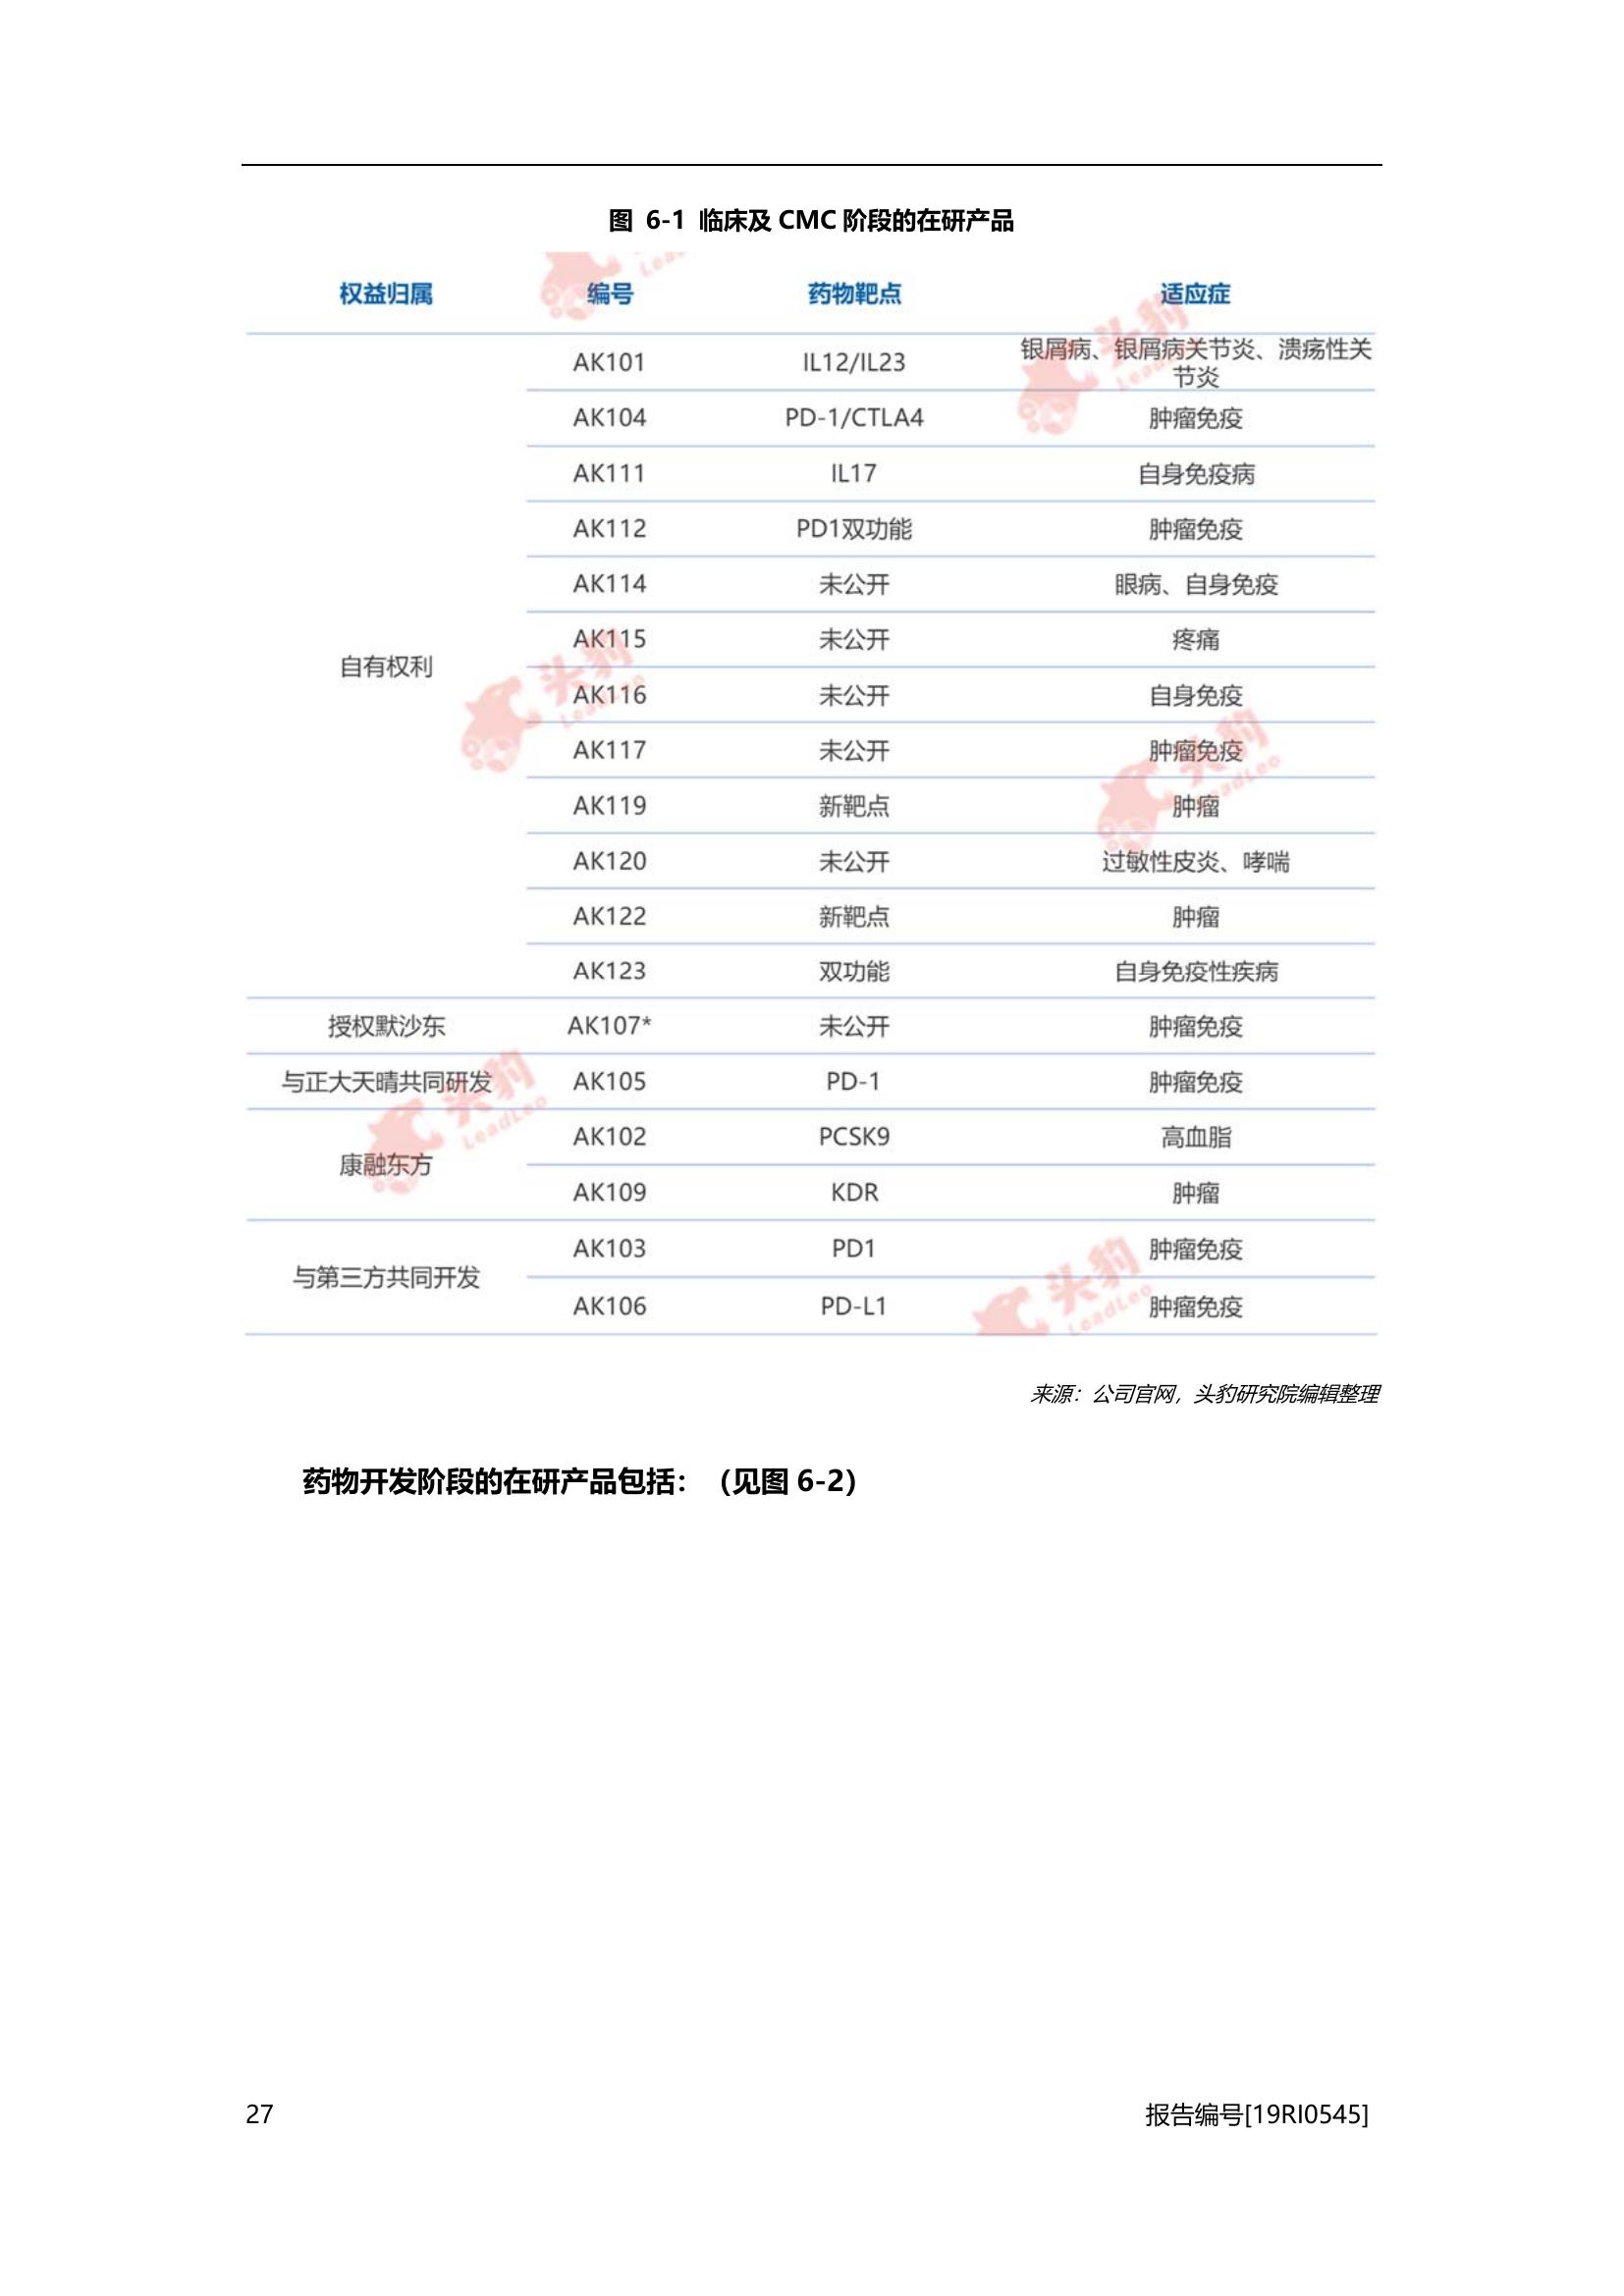 图 6-1 临床及 CMC 阶段的在研产品
权益归属 编号 药物靶点 适应症
AK101 IL12/IL23 银屑病、银屑病关节炎、溃疡性关
节炎
AK104 PD-1/CTLA4 肿瘤免疫
AK111 IL17 自身免疫病
AK112 PD1双功能 肿瘤免疫
AK114 未公开 眼病、自身免疫
AK115 未公开 疼痛
自有权利
AK116 未公开 自身免疫
AK117 未公开 肿瘤免疫
AK119 新靶点 肿瘤
AK120 未公开 过敏性皮炎、哮喘
AK122 新靶点 肿瘤
AK123 双功能 自身免疫性疾病
授权默沙东 AK107* 未公开 肿瘤免疫
与正大天晴共同研发 AK105 PD-1 肿瘤免疫
康融东方
AK102 PCSK9 高血脂
AK109 KDR 肿瘤
与第三方共同开发
AK103 PD1 肿瘤免疫
AK106 PD-L1 肿瘤免疫
头豹
LeadLeo
来源：公司官网，头豹研究院编辑整理
药物开发阶段的在研产品包括：（见图 6-2）
27 报告编号[19RI0545]